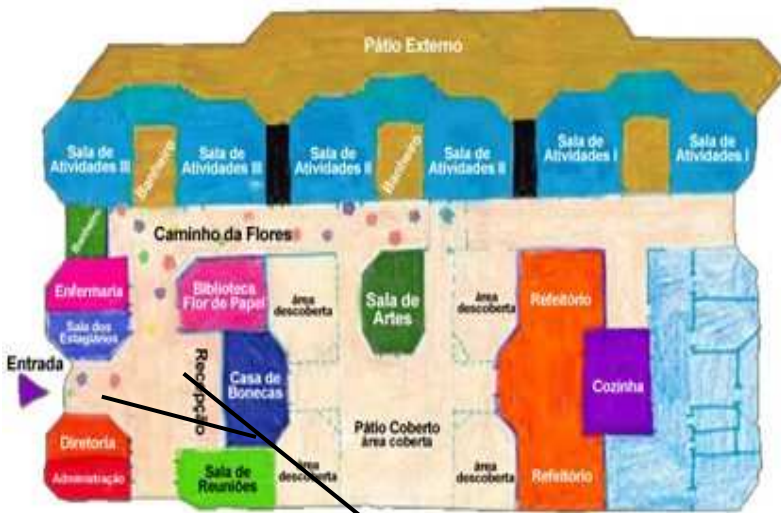 Pátio Externo
Sala de
Atividades III
Banheiro
Sala de
Atividades III
Sala de
Atividades II
Banheiro
Sala de
Atividades II
Sala de
Atividades I
Sala de
Atividades I
Caminho da Flores
Enfermaria
Sala dos
Estagiários
Biblioteca
Flor de Papel
área
descoberta
Sala de
Artes
área
descoberta
Refeitório
Entrada
Recepção
Casa de
Bonecas
Cozinha
Pátio Coberto
área coberta
Diretoria
Administração
Sala de
Reuniões
área
descoberta
área
descoberta
Refeitório